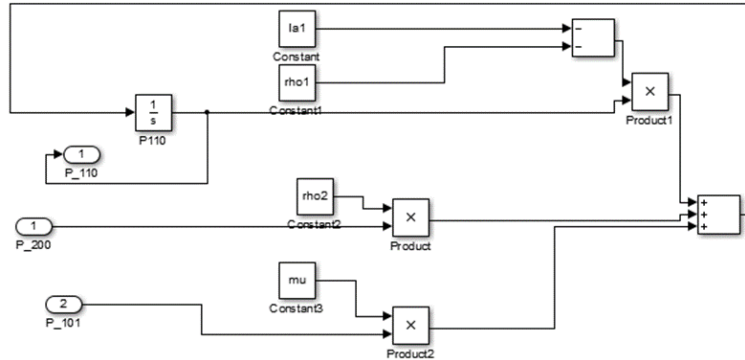 la1
Constant
rho1
Constant1
×
Product1
1
s
P110
1
P_110
rho2
Constant2
×
Product
1
P_200
mu
Constant3
×
Product2
2
P_101
−
−
+
+
+